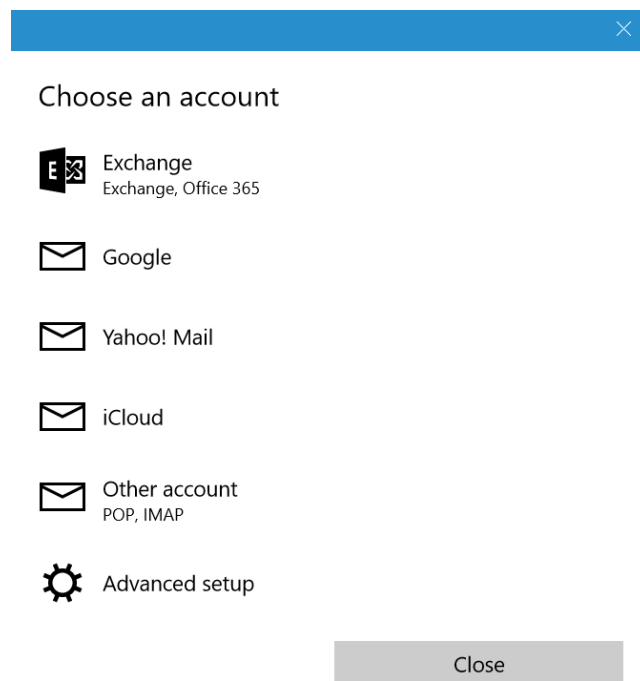 Choose an account
Exchange
Exchange, Office 365
Google
Yahoo! Mail
iCloud
Other account
POP, IMAP
Advanced setup
Close